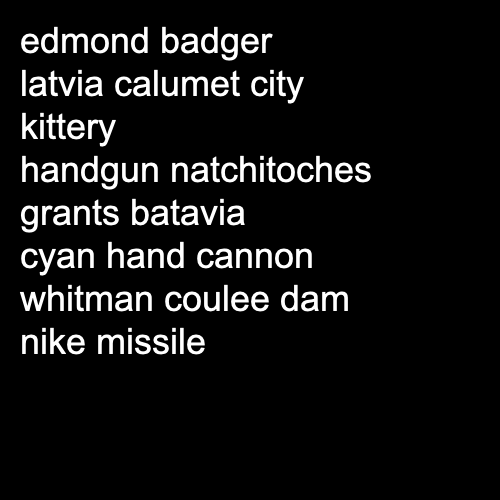 edmond badger
latvia calumet city
kittery
handgun natchitoches
grants batavia
cyan hand cannon
whitman coulee dam
nike missile